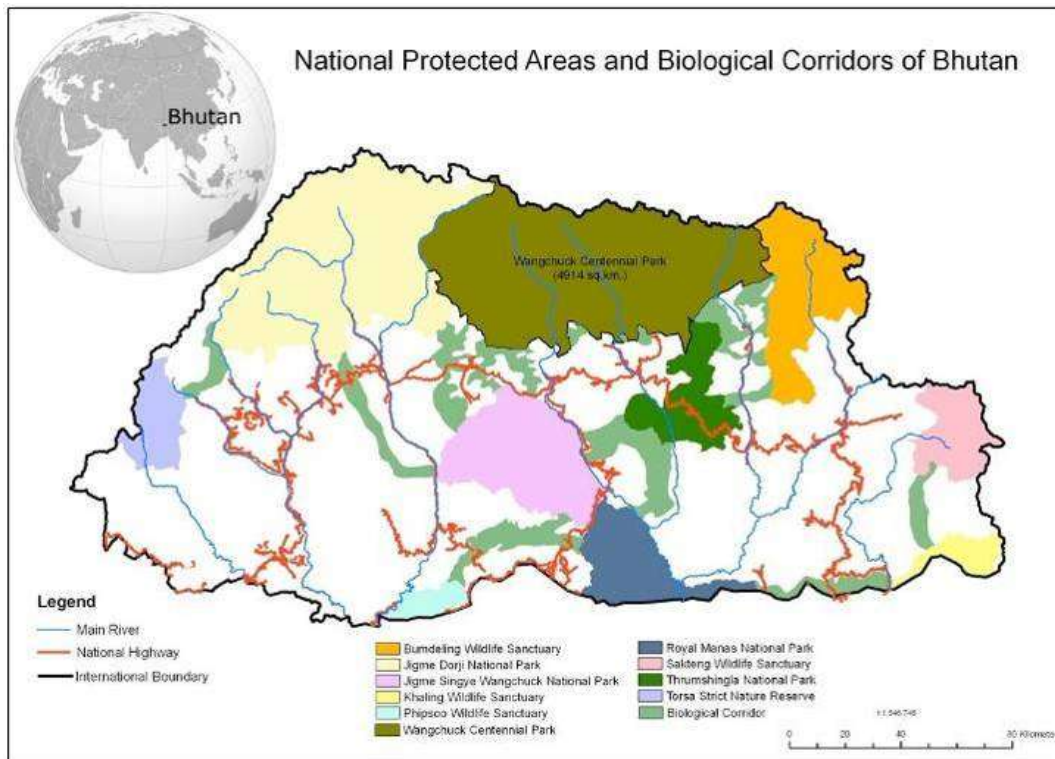 National Protected Areas and Biological Corridors of Bhutan
Bhutan
Wangchuck Centennial Park
(4914 sq.km.)
Legend
Main River
National Highway
International Boundary
Bumdeling Wildlife Sanctuary
Jigme Dorji National Park
Jigme Singye Wangchuck National Park
Khaling Wildlife Sanctuary
Phipsoo Wildlife Sanctuary
Wangchuck Centennial Park
Royal Manas National Park
Sakteng Wildlife Sanctuary
Thrumshingla National Park
Torsa Strict Nature Reserve
Biological Corridor
0 20 40 80 Kilomete